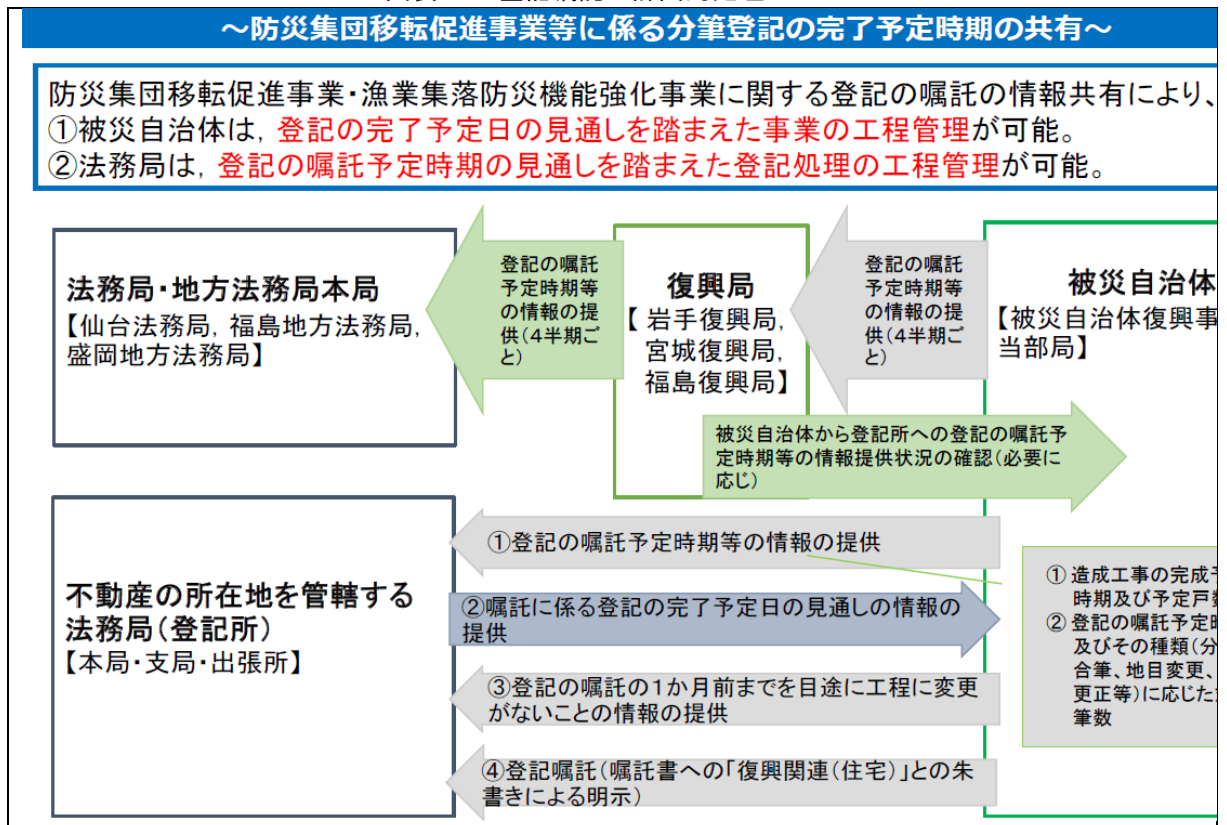 ～防災集団移転促進事業等に係る分筆登記の完了予定時期の共有～
防災集団移転促進事業・漁業集落防災機能強化事業に関する登記の嘱託の情報共有により、
①被災自治体は，登記の完了予定日の見通しを踏まえた事業の工程管理が可能。
②法務局は，登記の嘱託予定時期の見通しを踏まえた登記処理の工程管理が可能。
法務局・地方法務局本局
【仙台法務局，福島地方法務局，
盛岡地方法務局】
登記の嘱託
予定時期等
の情報の提
供（4半期ご
と）
復興局
【 岩手復興局，
宮城復興局，
福島復興局】
登記の嘱託
予定時期等
の情報の提
供（4半期ご
と）
被災自治体
【被災自治体復興事
当部局】
被災自治体から登記所への登記の嘱託予
定時期等の情報提供状況の確認（必要に
応じ）
不動産の所在地を管轄する
法務局（登記所）
【本局・支局・出張所】
①登記の嘱託予定時期等の情報の提供
②嘱託に係る登記の完了予定日の見通しの情報の
提供
③登記の嘱託の１か月前までを目途に工程に変更
がないことの情報の提供
④登記嘱託（嘱託書への「復興関連（住宅）」との朱
書きによる明示）
① 造成工事の完成
時期及び予定戸
② 登記の嘱託予定
及びその種類（分
合筆、地目変更、
更正等）に応じた
筆数